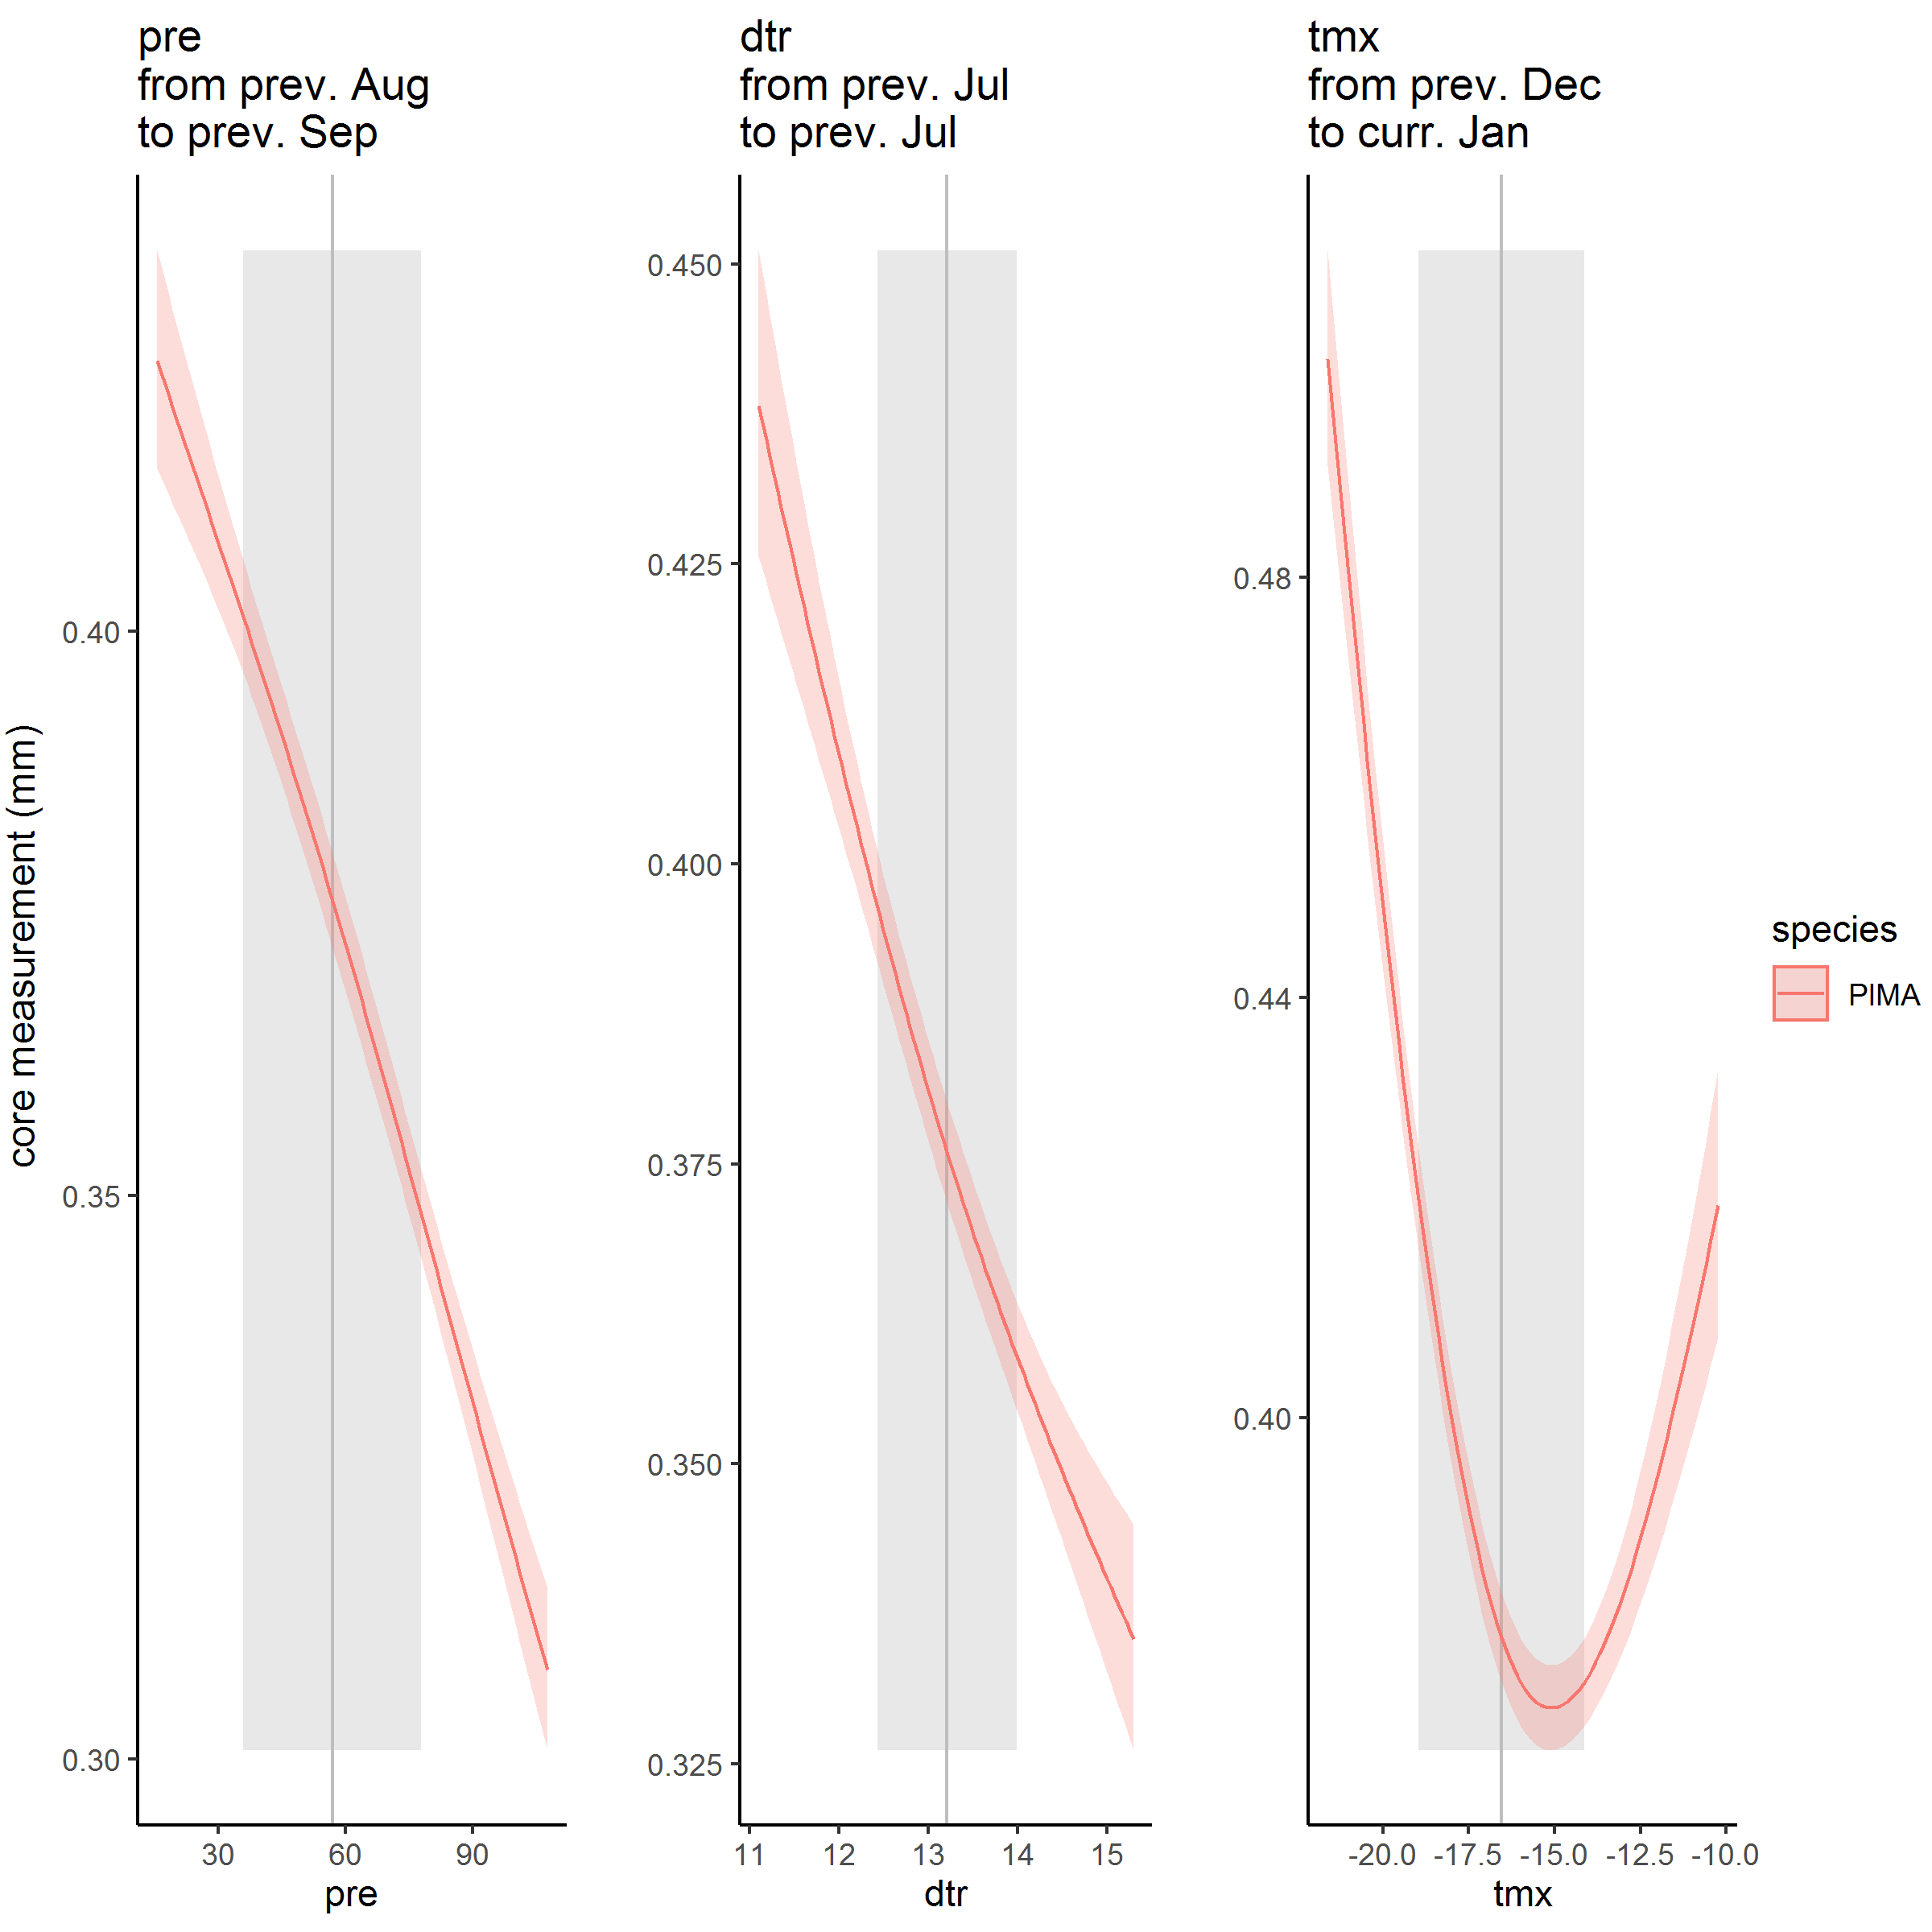 pre
from prev. Aug
to prev. Sep
dtr
from prev. Jul
to prev. Jul
tmx
from prev. Dec
to curr. Jan
core measurement (mm)
0.40
0.35
0.30
30 60 90
pre
0.450
0.425
0.400
0.375
0.350
0.325
11 12 13 14 15
dtr
0.48
0.44
0.40
-20.0 -17.5 -15.0 -12.5 -10.0
tmx
species
PIMA